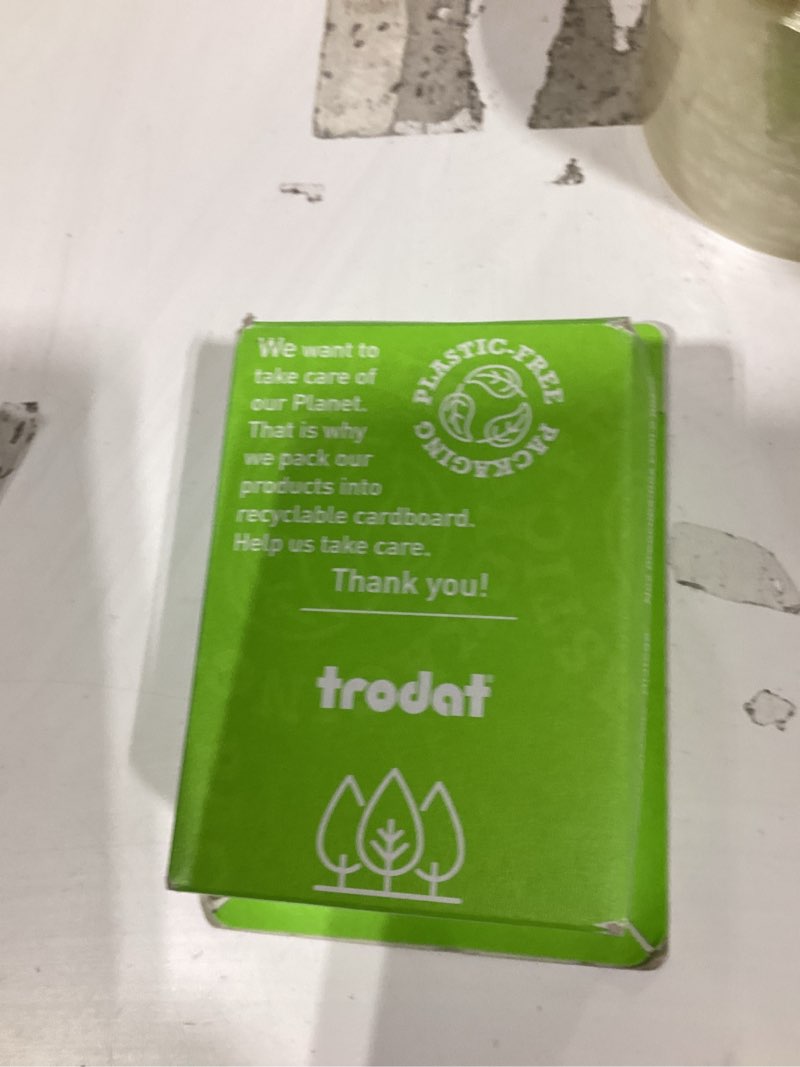 We want to
take care of
our Planet.
That is why
we pack our
products into
recyclable cardboard.
Help us take care.
Thank you!
PLASTIC-FREE PACKAGING
trodat